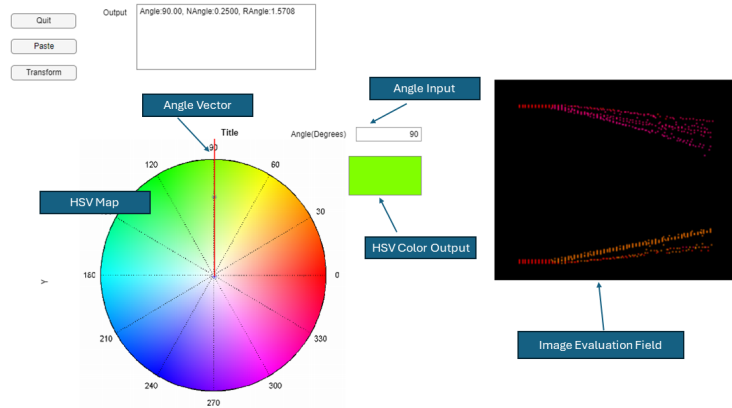 Quit
Paste
Transform
Output
Angle:90.00, NAngle:0.2500, RAngle:1.5708
Angle Vector
Angle Input
Title
Angle(Degrees)
90
HSV Map
HSV Color Output
90
120
60
30
180
0
Y
210
330
240
300
270
Image Evaluation Field